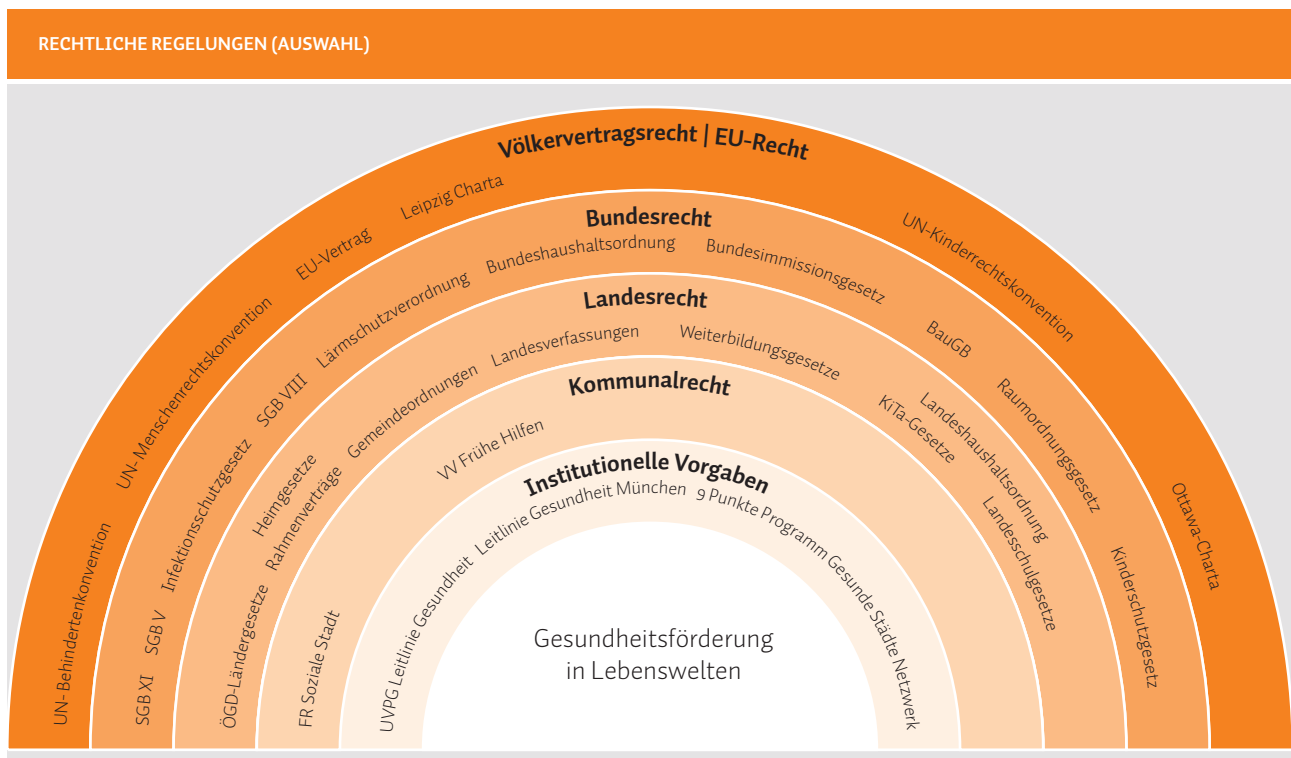 RECHTLICHE REGELUNGEN (AUSWAHL)
Völkervertragsrecht | EU-Recht
UN- Behindertenkonvention
UN- Menschenrechtskonvention
EU-Vertrag
Leipzig Charta
UN-Kinderrechtskonvention
Ottawa-Charta
Bundesrecht
SGB XI
SGB V
Infektionsschutzgesetz
SGB VIII
Lärmschutzverordnung
Bundeshaushaltsordnung
Bundesimmissionsgesetz
BauGB
Raumordnungsgesetz
Kinderschutzgesetz
Landesrecht
ÖGD-Ländergesetze
Rahmenverträge
Heimgesetze
Gemeindeordnungen
Landesverfassungen
Weiterbildungsgesetze
KiTa-Gesetze
Landeshaushaltsordnung
Landesschulgesetze
Kommunalrecht
FR Soziale Stadt
VV Frühe Hilfen
Institutionelle Vorgaben
UVPG Leitlinie Gesundheit
Leitlinie Gesundheit München
9 Punkte Programm Gesunde Städte Netzwerk
Gesundheitsförderung
in Lebenswelten